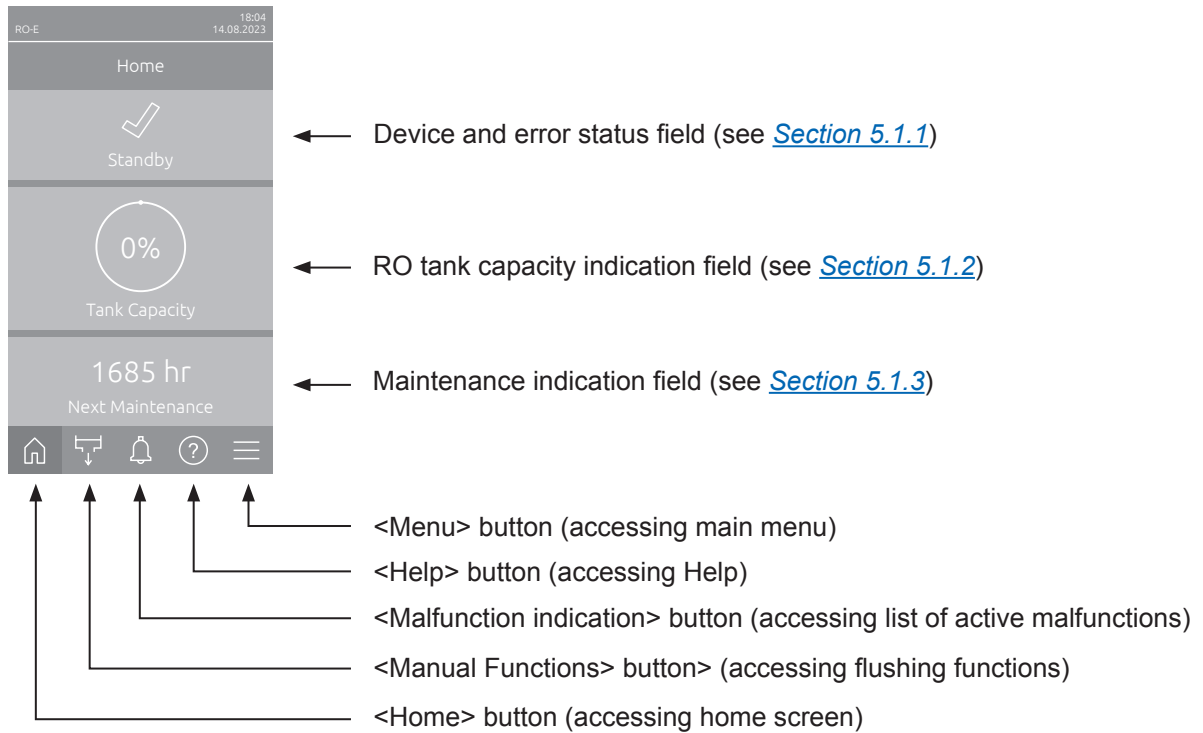 18:04
RO-E 14.08.2023
Home
Standby
Device and error status field (see Section 5.1.1)
0%
Tank Capacity
RO tank capacity indication field (see Section 5.1.2)
1685 hr
Next Maintenance
Maintenance indication field (see Section 5.1.3)
?
<Menu> button (accessing main menu)
<Help> button (accessing Help)
<Malfunction indication> button (accessing list of active malfunctions)
<Manual Functions> button> (accessing flushing functions)
<Home> button (accessing home screen)